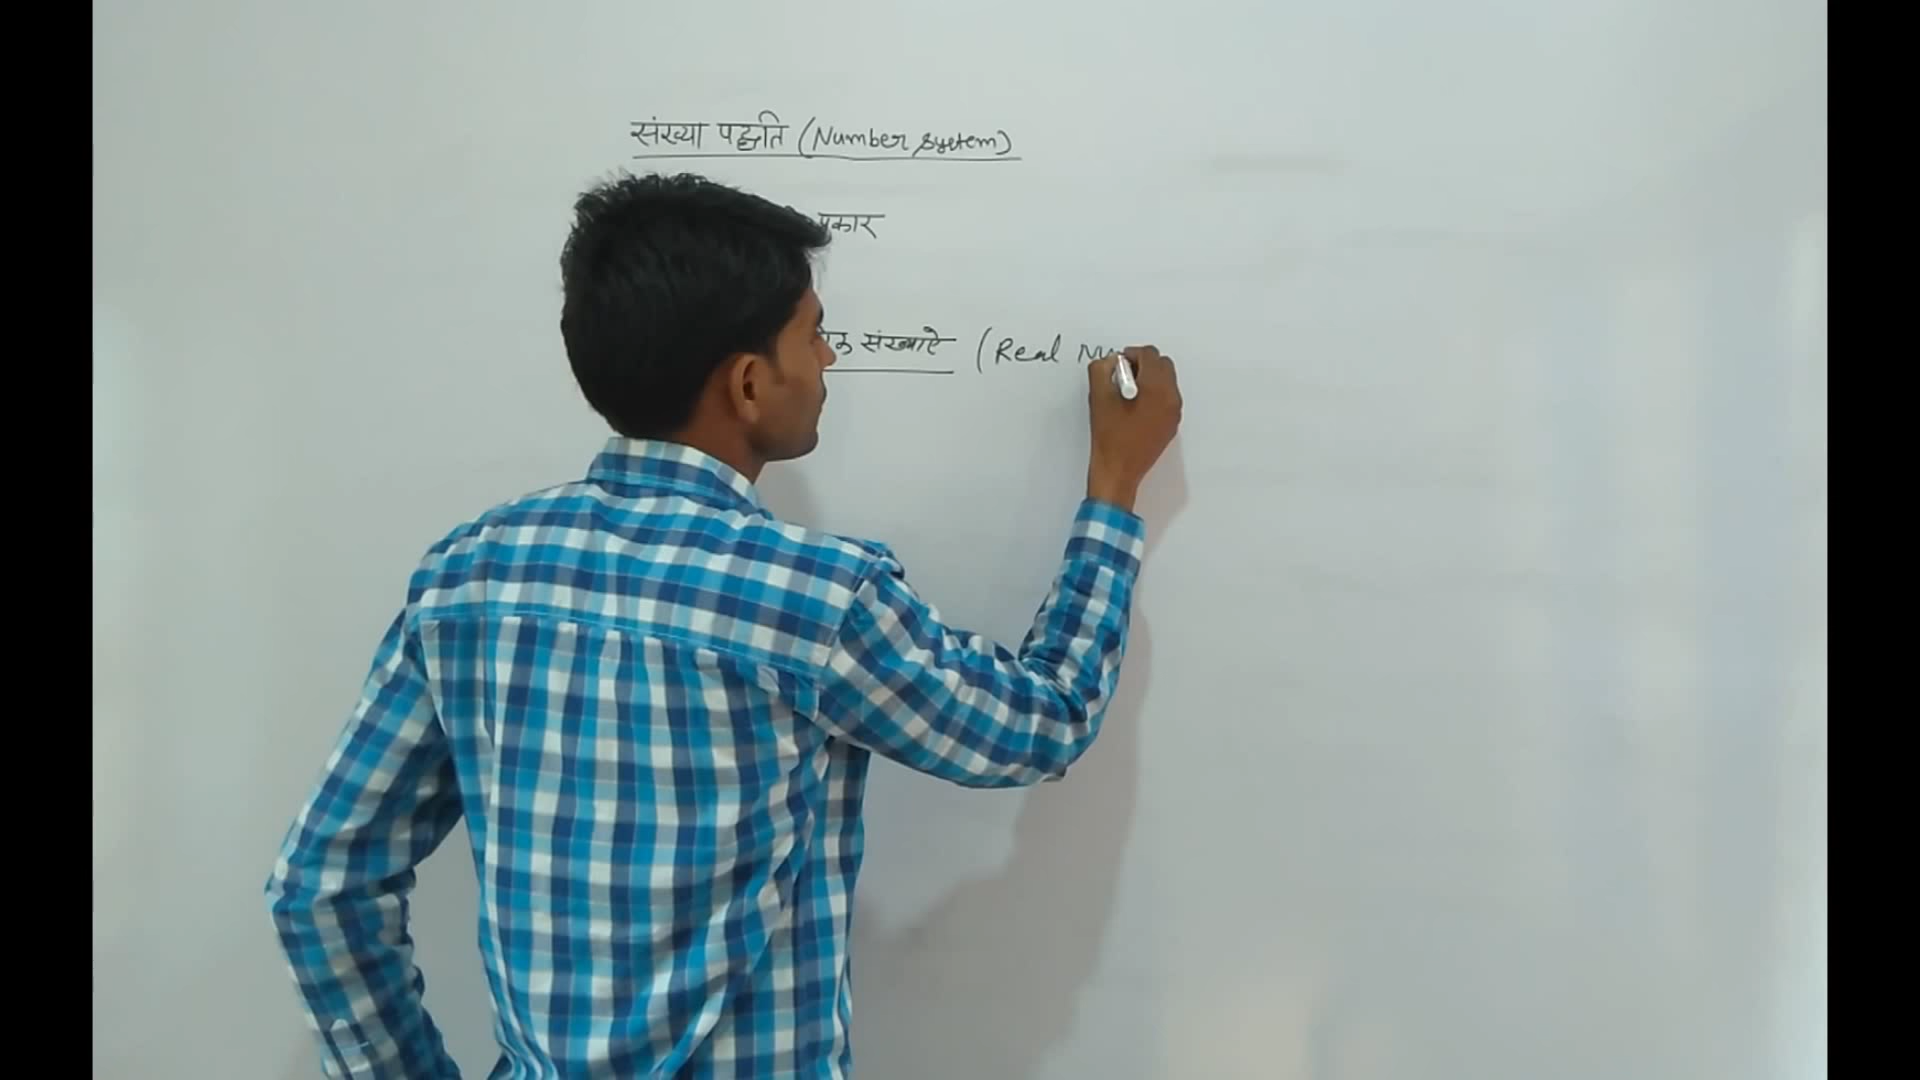 संख्या पद्धति (Number system)
प्रकार
संख्याऐ (Real